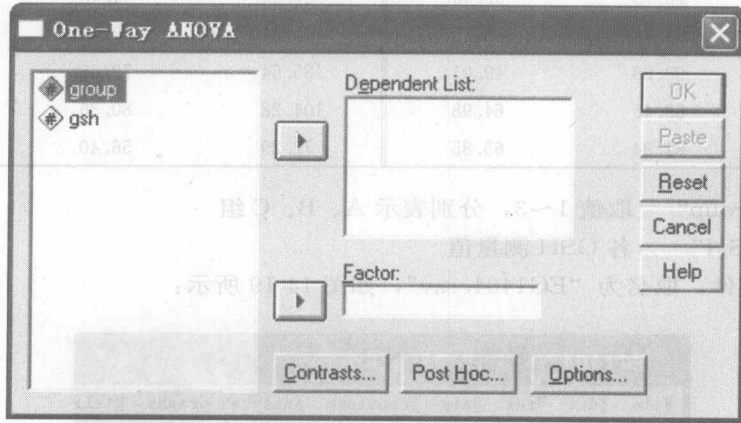 One-Way ANOVA
group
gsh
Dependent List:
Factor:
OK
Paste
Reset
Cancel
Help
Contrasts...
Post Hoc...
Options...